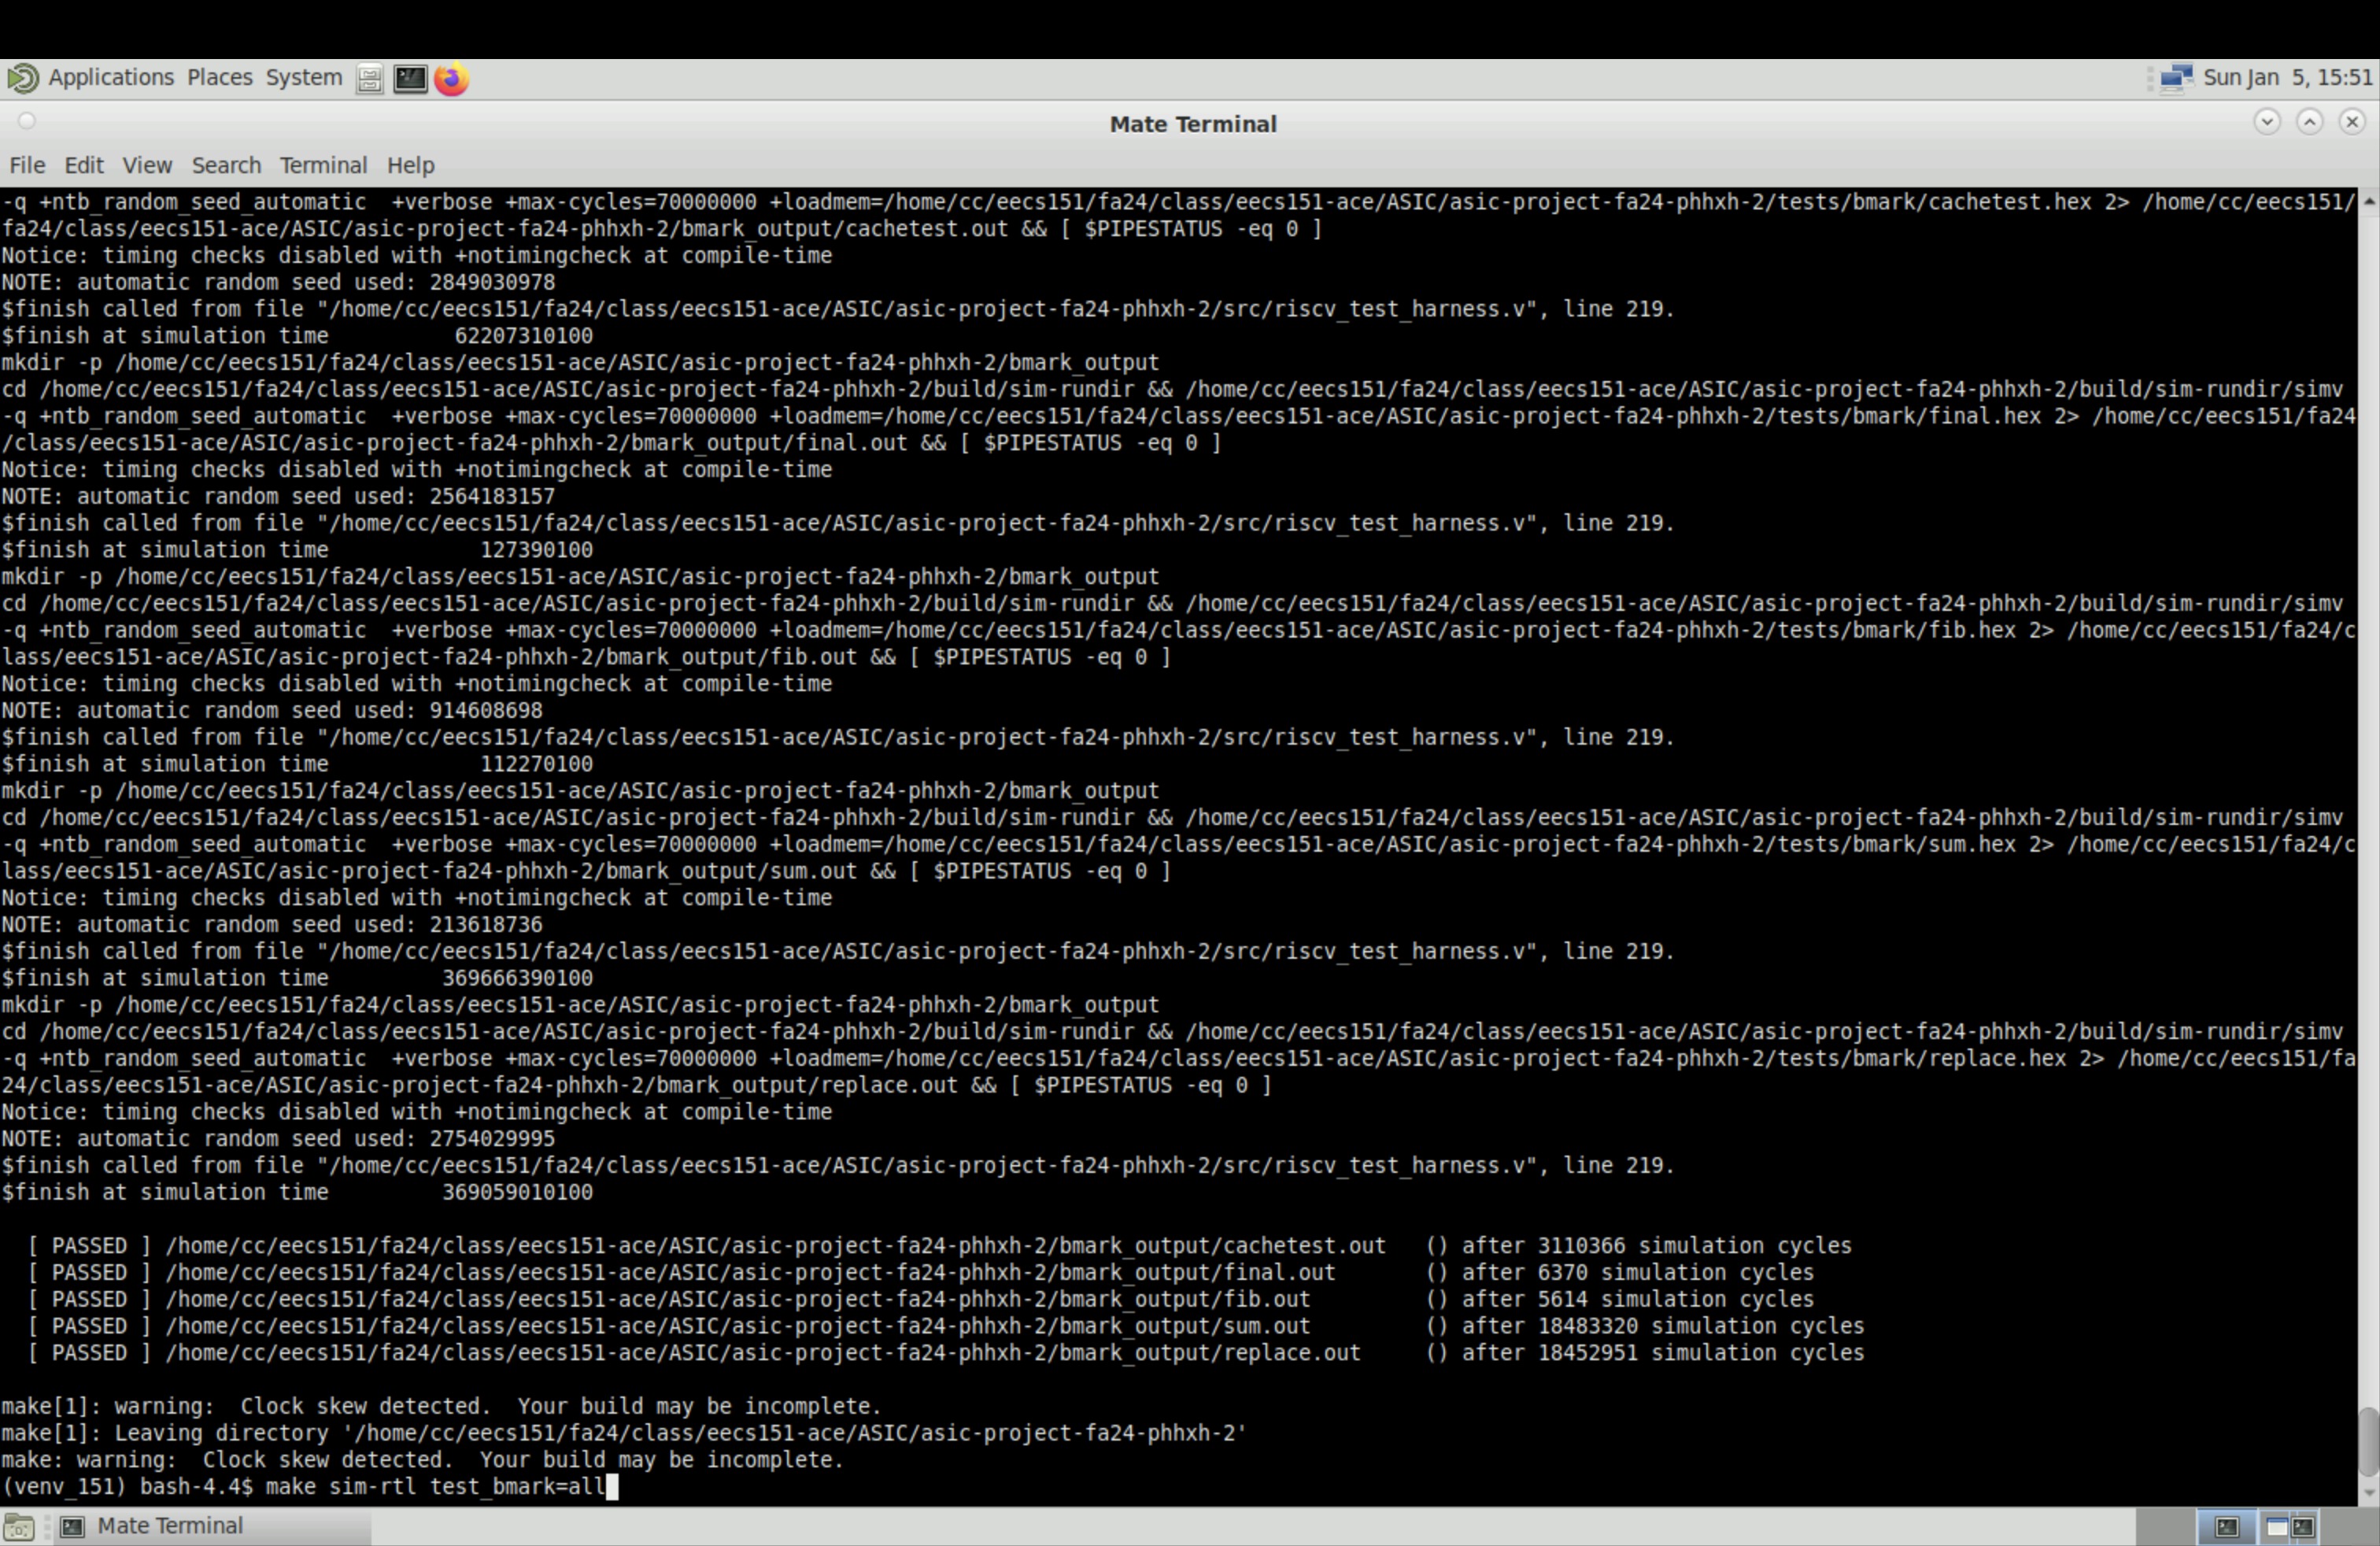 Applications Places System Sun Jan 5, 15:51
Mate Terminal
File Edit View Search Terminal Help
-q +ntb_random_seed_automatic  +verbose +max-cycles=70000000 +loadmem=/home/cc/eecs151/fa24/class/eecs151-ace/ASIC/asic-project-fa24-phhxh-2/tests/bmark/cachetest.hex 2> /home/cc/eecs151/
fa24/class/eecs151-ace/ASIC/asic-project-fa24-phhxh-2/bmark_output/cachetest.out && [ $PIPESTATUS -eq 0 ]
Notice: timing checks disabled with +notimingcheck at compile-time
NOTE: automatic random seed used: 2849030978
$finish called from file "/home/cc/eecs151/fa24/class/eecs151-ace/ASIC/asic-project-fa24-phhxh-2/src/riscv_test_harness.v", line 219.
$finish at simulation time          62207310100
mkdir -p /home/cc/eecs151/fa24/class/eecs151-ace/ASIC/asic-project-fa24-phhxh-2/bmark_output
cd /home/cc/eecs151/fa24/class/eecs151-ace/ASIC/asic-project-fa24-phhxh-2/build/sim-rundir && /home/cc/eecs151/fa24/class/eecs151-ace/ASIC/asic-project-fa24-phhxh-2/build/sim-rundir/simv
-q +ntb_random_seed_automatic  +verbose +max-cycles=70000000 +loadmem=/home/cc/eecs151/fa24/class/eecs151-ace/ASIC/asic-project-fa24-phhxh-2/tests/bmark/final.hex 2> /home/cc/eecs151/fa24
/class/eecs151-ace/ASIC/asic-project-fa24-phhxh-2/bmark_output/final.out && [ $PIPESTATUS -eq 0 ]
Notice: timing checks disabled with +notimingcheck at compile-time
NOTE: automatic random seed used: 2564183157
$finish called from file "/home/cc/eecs151/fa24/class/eecs151-ace/ASIC/asic-project-fa24-phhxh-2/src/riscv_test_harness.v", line 219.
$finish at simulation time            127390100
mkdir -p /home/cc/eecs151/fa24/class/eecs151-ace/ASIC/asic-project-fa24-phhxh-2/bmark_output
cd /home/cc/eecs151/fa24/class/eecs151-ace/ASIC/asic-project-fa24-phhxh-2/build/sim-rundir && /home/cc/eecs151/fa24/class/eecs151-ace/ASIC/asic-project-fa24-phhxh-2/build/sim-rundir/simv
-q +ntb_random_seed_automatic  +verbose +max-cycles=70000000 +loadmem=/home/cc/eecs151/fa24/class/eecs151-ace/ASIC/asic-project-fa24-phhxh-2/tests/bmark/fib.hex 2> /home/cc/eecs151/fa24/c
lass/eecs151-ace/ASIC/asic-project-fa24-phhxh-2/bmark_output/fib.out && [ $PIPESTATUS -eq 0 ]
Notice: timing checks disabled with +notimingcheck at compile-time
NOTE: automatic random seed used: 914608698
$finish called from file "/home/cc/eecs151/fa24/class/eecs151-ace/ASIC/asic-project-fa24-phhxh-2/src/riscv_test_harness.v", line 219.
$finish at simulation time            112270100
mkdir -p /home/cc/eecs151/fa24/class/eecs151-ace/ASIC/asic-project-fa24-phhxh-2/bmark_output
cd /home/cc/eecs151/fa24/class/eecs151-ace/ASIC/asic-project-fa24-phhxh-2/build/sim-rundir && /home/cc/eecs151/fa24/class/eecs151-ace/ASIC/asic-project-fa24-phhxh-2/build/sim-rundir/simv
-q +ntb_random_seed_automatic  +verbose +max-cycles=70000000 +loadmem=/home/cc/eecs151/fa24/class/eecs151-ace/ASIC/asic-project-fa24-phhxh-2/tests/bmark/sum.hex 2> /home/cc/eecs151/fa24/c
lass/eecs151-ace/ASIC/asic-project-fa24-phhxh-2/bmark_output/sum.out && [ $PIPESTATUS -eq 0 ]
Notice: timing checks disabled with +notimingcheck at compile-time
NOTE: automatic random seed used: 213618736
$finish called from file "/home/cc/eecs151/fa24/class/eecs151-ace/ASIC/asic-project-fa24-phhxh-2/src/riscv_test_harness.v", line 219.
$finish at simulation time         369666390100
mkdir -p /home/cc/eecs151/fa24/class/eecs151-ace/ASIC/asic-project-fa24-phhxh-2/bmark_output
cd /home/cc/eecs151/fa24/class/eecs151-ace/ASIC/asic-project-fa24-phhxh-2/build/sim-rundir && /home/cc/eecs151/fa24/class/eecs151-ace/ASIC/asic-project-fa24-phhxh-2/build/sim-rundir/simv
-q +ntb_random_seed_automatic  +verbose +max-cycles=70000000 +loadmem=/home/cc/eecs151/fa24/class/eecs151-ace/ASIC/asic-project-fa24-phhxh-2/tests/bmark/replace.hex 2> /home/cc/eecs151/fa
24/class/eecs151-ace/ASIC/asic-project-fa24-phhxh-2/bmark_output/replace.out && [ $PIPESTATUS -eq 0 ]
Notice: timing checks disabled with +notimingcheck at compile-time
NOTE: automatic random seed used: 2754029995
$finish called from file "/home/cc/eecs151/fa24/class/eecs151-ace/ASIC/asic-project-fa24-phhxh-2/src/riscv_test_harness.v", line 219.
$finish at simulation time         369059010100
[ PASSED ] /home/cc/eecs151/fa24/class/eecs151-ace/ASIC/asic-project-fa24-phhxh-2/bmark_output/cachetest.out   () after 3110366 simulation cycles
[ PASSED ] /home/cc/eecs151/fa24/class/eecs151-ace/ASIC/asic-project-fa24-phhxh-2/bmark_output/final.out       () after 6370 simulation cycles
[ PASSED ] /home/cc/eecs151/fa24/class/eecs151-ace/ASIC/asic-project-fa24-phhxh-2/bmark_output/fib.out         () after 5614 simulation cycles
[ PASSED ] /home/cc/eecs151/fa24/class/eecs151-ace/ASIC/asic-project-fa24-phhxh-2/bmark_output/sum.out         () after 18483320 simulation cycles
[ PASSED ] /home/cc/eecs151/fa24/class/eecs151-ace/ASIC/asic-project-fa24-phhxh-2/bmark_output/replace.out     () after 18452951 simulation cycles
make[1]: warning:  Clock skew detected.  Your build may be incomplete.
make[1]: Leaving directory '/home/cc/eecs151/fa24/class/eecs151-ace/ASIC/asic-project-fa24-phhxh-2'
make: warning:  Clock skew detected.  Your build may be incomplete.
(venv_151) bash-4.4$ make sim-rtl test_bmark=all
Mate Terminal